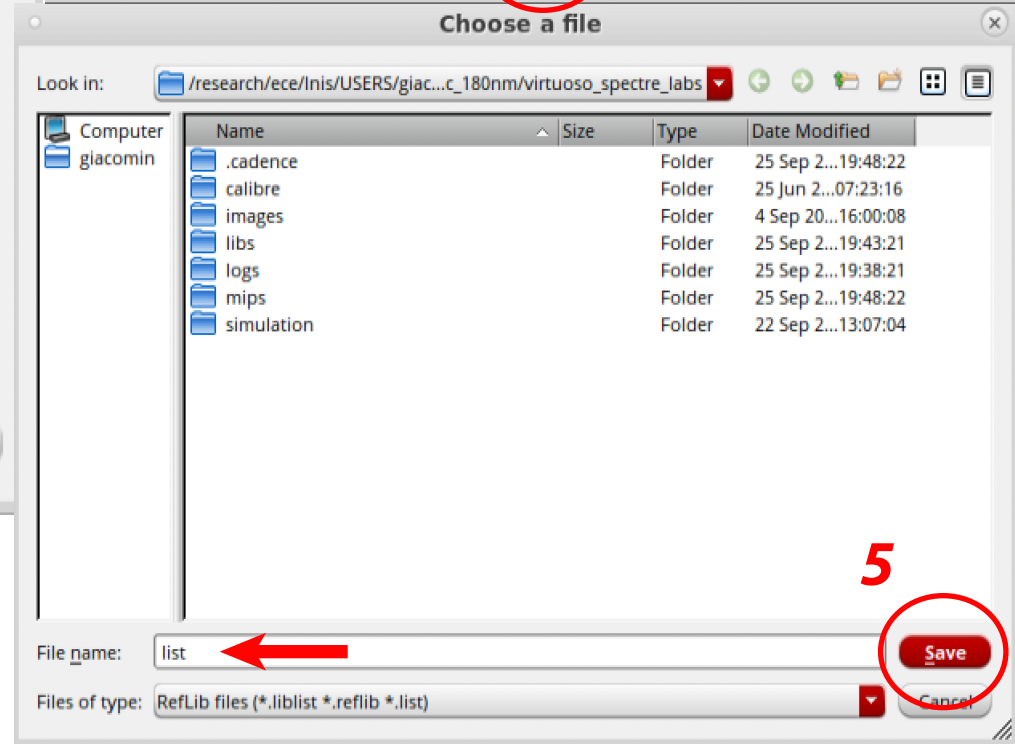 Choose a file
Look in: /research/ece/lnis/USERS/giac...c_180nm/virtuoso_spectre_labs
Computer
giacomin
Name Size Type Date Modified
.cadence Folder 25 Sep 2...19:48:22
calibre Folder 25 Jun 2...07:23:16
images Folder 4 Sep 20...16:00:08
libs Folder 25 Sep 2...19:43:21
logs Folder 25 Sep 2...19:38:21
mips Folder 25 Sep 2...19:48:22
simulation Folder 22 Sep 2...13:07:04
5
File name: list Save
Files of type: RefLib files (*.liblist *.reflib *.list) Cancel